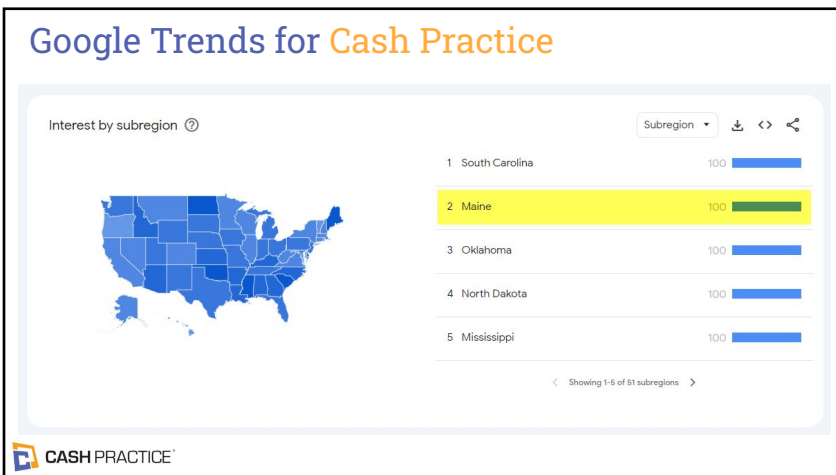 Google Trends for Cash Practice
Interest by subregion
Subregion
1 South Carolina 100
2 Maine 100
3 Oklahoma 100
4 North Dakota 100
5 Mississippi 100
Showing 1-5 of 51 subregions
CASH PRACTICE